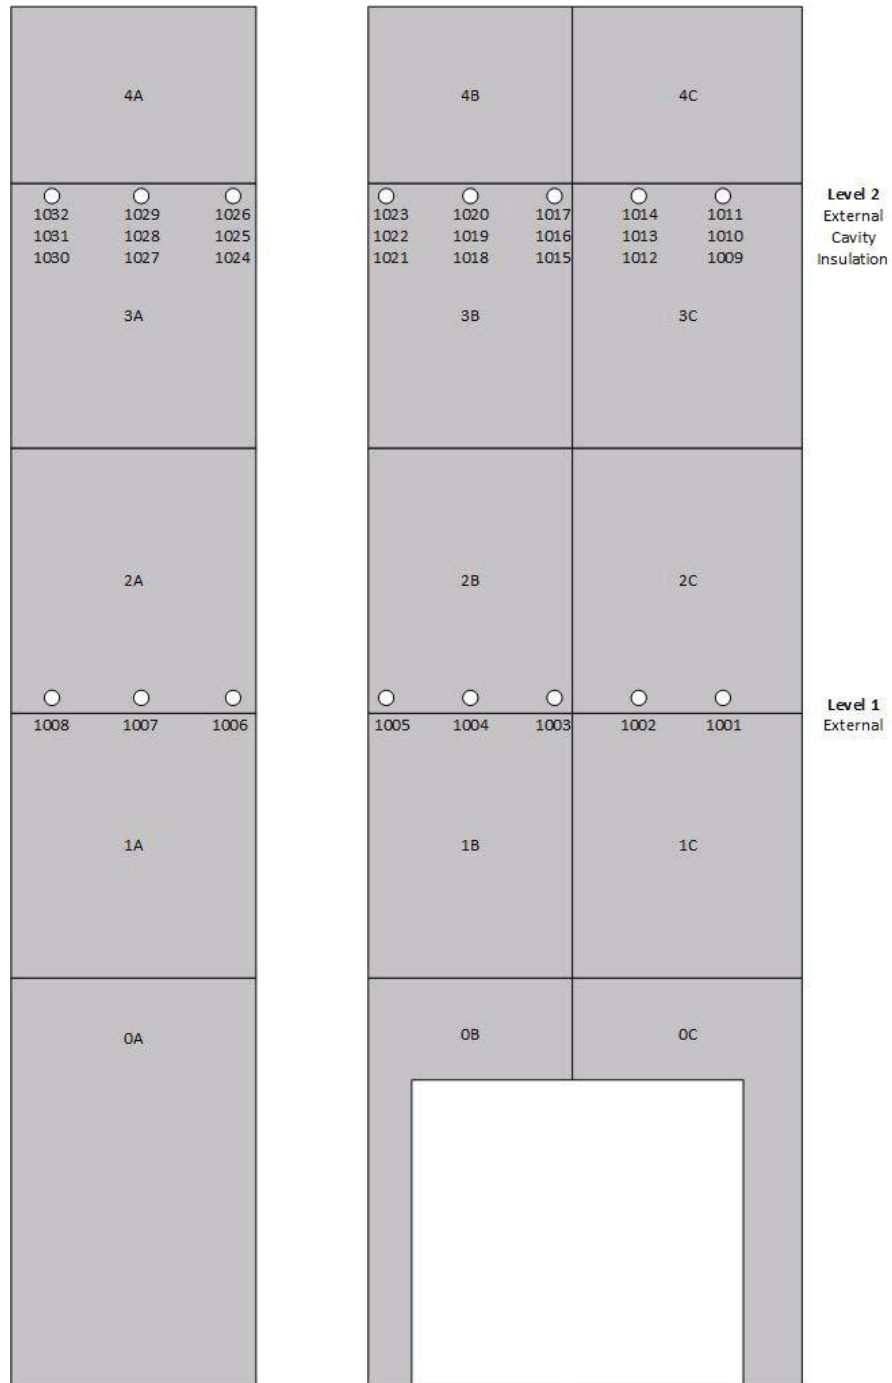 4A 4B 4C
Level 2
1032 1029 1026 1023 1020 1017 1014 1011 External
1031 1028 1025 1022 1019 1016 1013 1010 Cavity
1030 1027 1024 1021 1018 1015 1012 1009 Insulation
3A 3B 3C
2A 2B 2C
Level 1
1008 1007 1006 1005 1004 1003 1002 1001 External
1A 1B 1C
0A 0B 0C